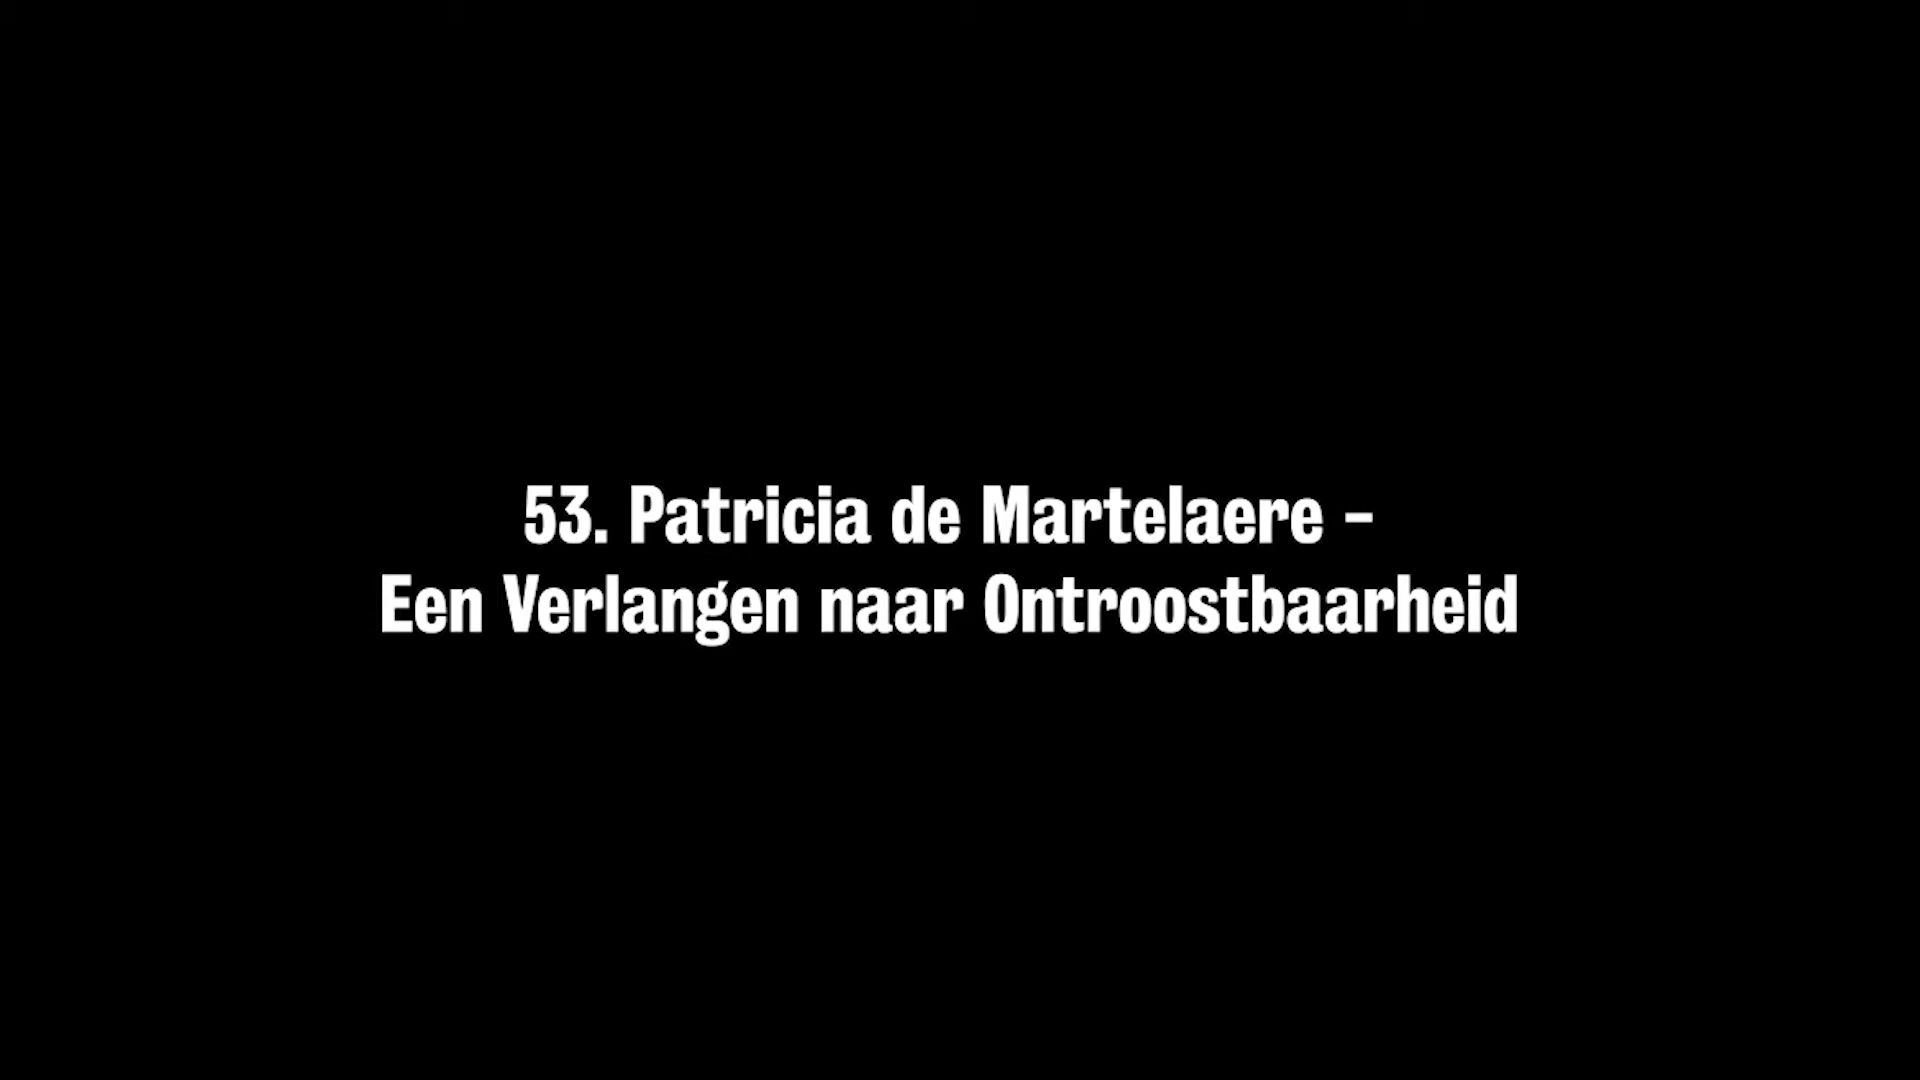 53. Patricia de Martelaere –
Een Verlangen naar Ontroostbaarheid